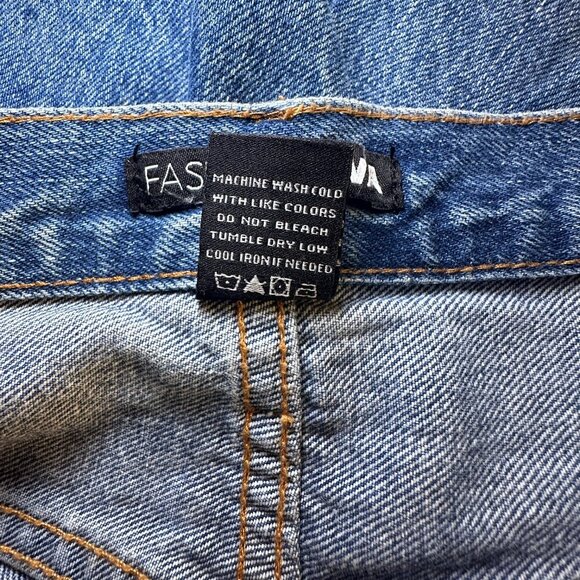 FAS
MACHINE WASH COLD
WITH LIKE COLORS
DO NOT BLEACH
TUMBLE DRY LOW
COOL IRON IF NEEDED